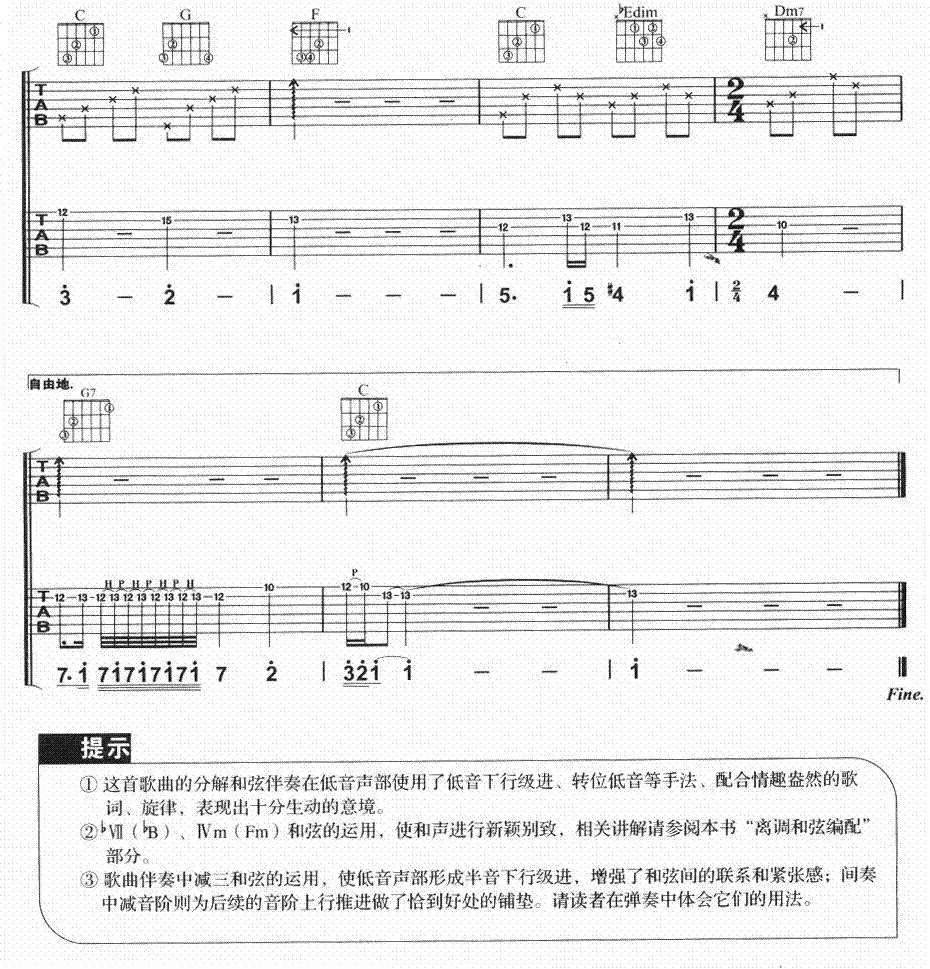 C G F C ♭Edim Dm7
T A B 2/4
T A B 12 — 15 — 13 — — — 12 13 12 11 13 2/4 10 —
3̇ — 2̇ — | 1̇ — — — | 5. 1̇ 5 #4 1̇ | 2/4 4 — |
自由地.
G7 C
T A B
H P H P H P H P
T A B 12 13 12 13 12 13 12 13 12 13 12 10 12 10 13 13 — — — 13 — — —
7. 1̇ 71̇71̇71̇71̇ 7 2̇ | 3̇2̇1̇ 1̇ — — — | 1̇ — — —
Fine.
提示
① 这首歌曲的分解和弦伴奏在低音声部使用了低音下行级进、转位低音等手法、配合情趣盎然的歌
词、旋律，表现出十分生动的意境。
②♭Ⅶ（♭B）、Ⅳm（Fm）和弦的运用，使和声进行新颖别致，相关讲解请参阅本书“离调和弦编配”
部分。
③ 歌曲伴奏中减三和弦的运用，使低音声部形成半音下行级进，增强了和弦间的联系和紧张感；间奏
中减音阶则为后续的音阶上行推进做了恰到好处的铺垫。请读者在弹奏中体会它们的用法。